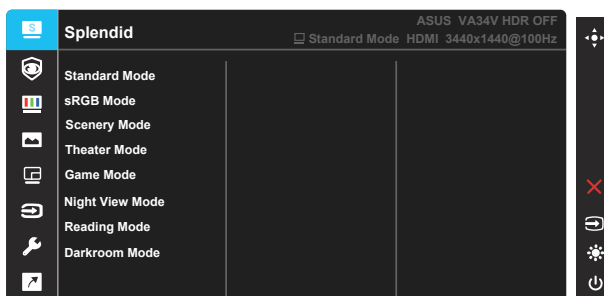 S
Splendid
ASUS VA34V HDR OFF
Standard Mode HDMI 3440x1440@100Hz
Standard Mode
sRGB Mode
Scenery Mode
Theater Mode
Game Mode
Night View Mode
Reading Mode
Darkroom Mode